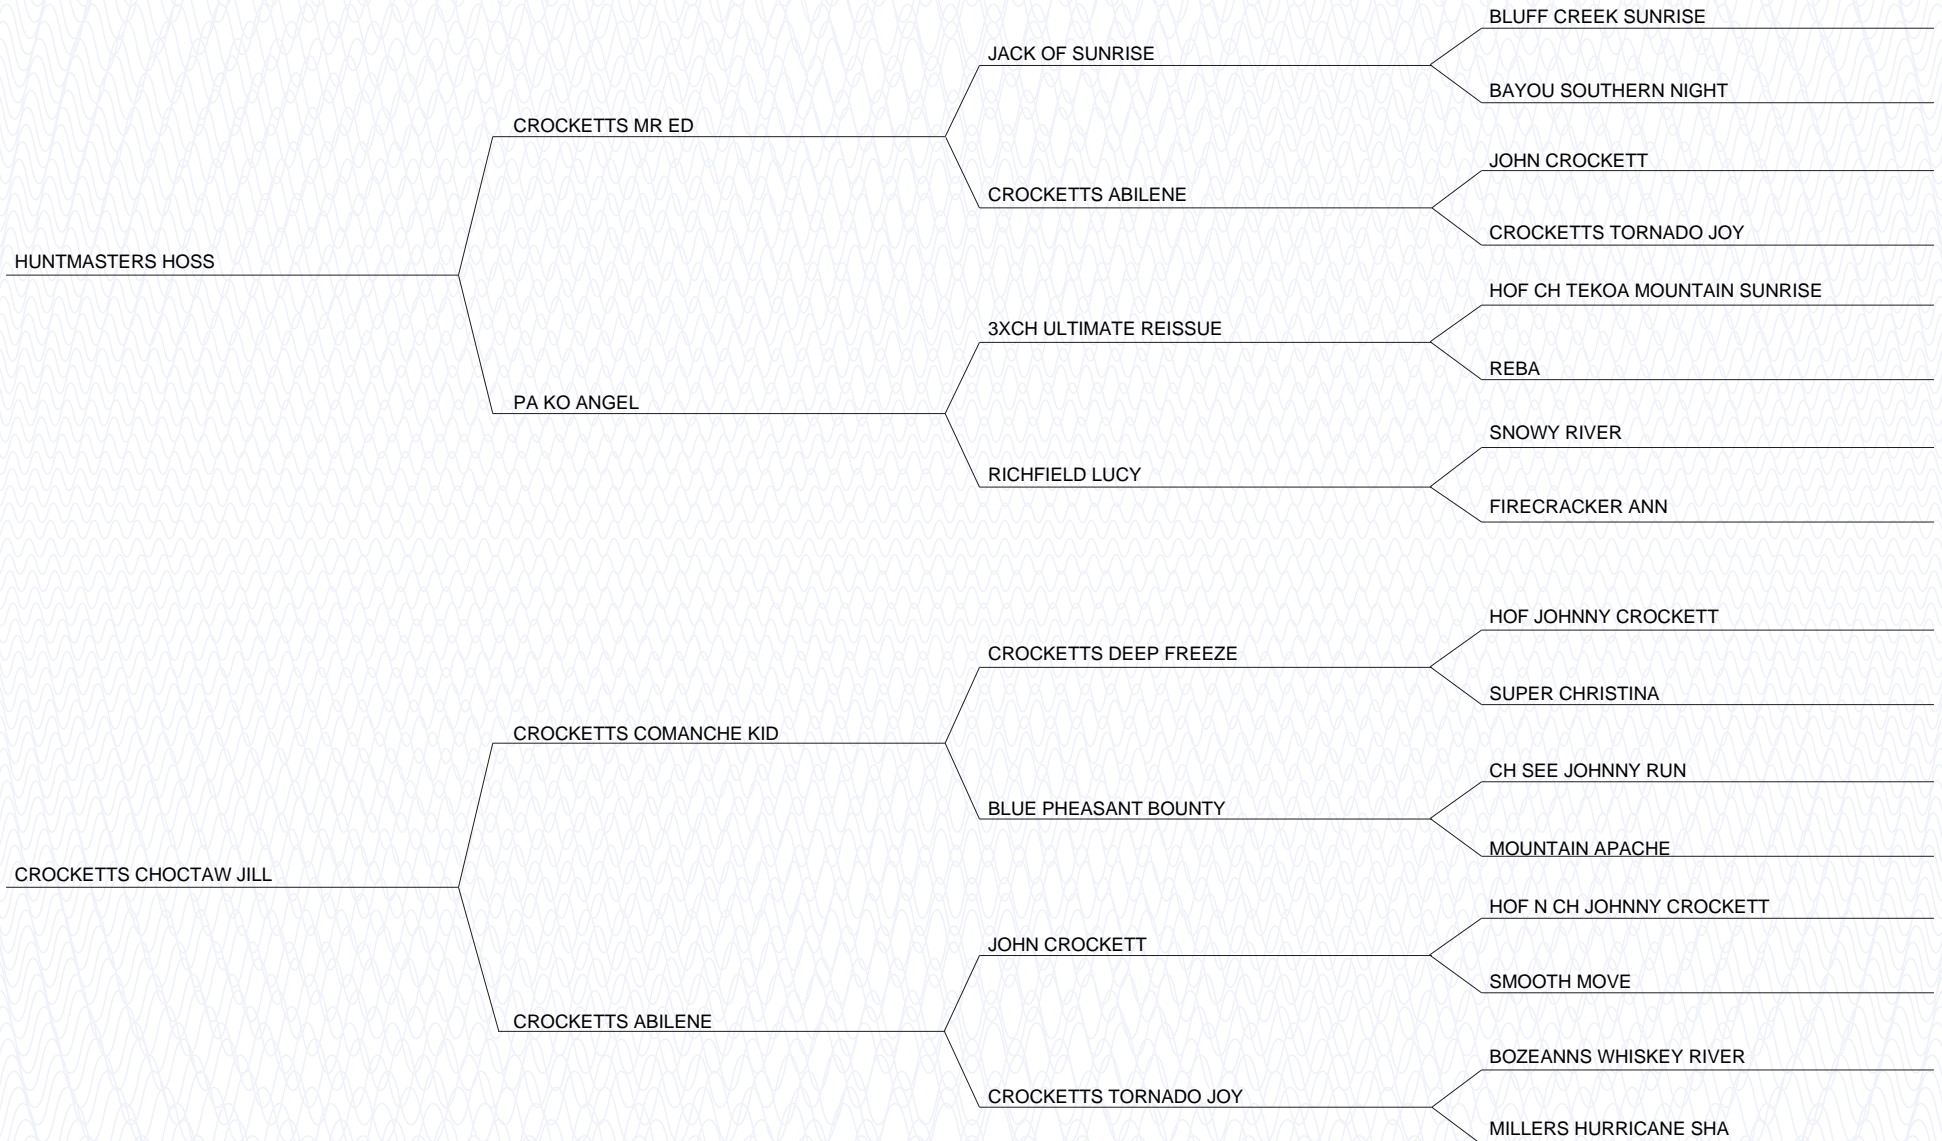 BLUFF CREEK SUNRISE
JACK OF SUNRISE
BAYOU SOUTHERN NIGHT
CROCKETTS MR ED
JOHN CROCKETT
CROCKETTS ABILENE
CROCKETTS TORNADO JOY
HUNTMASTERS HOSS
HOF CH TEKOA MOUNTAIN SUNRISE
3XCH ULTIMATE REISSUE
REBA
PA KO ANGEL
SNOWY RIVER
RICHFIELD LUCY
FIRECRACKER ANN
HOF JOHNNY CROCKETT
CROCKETTS DEEP FREEZE
SUPER CHRISTINA
CROCKETTS COMANCHE KID
CH SEE JOHNNY RUN
BLUE PHEASANT BOUNTY
MOUNTAIN APACHE
CROCKETTS CHOCTAW JILL
HOF N CH JOHNNY CROCKETT
JOHN CROCKETT
SMOOTH MOVE
CROCKETTS ABILENE
BOZEANNS WHISKEY RIVER
CROCKETTS TORNADO JOY
MILLERS HURRICANE SHA